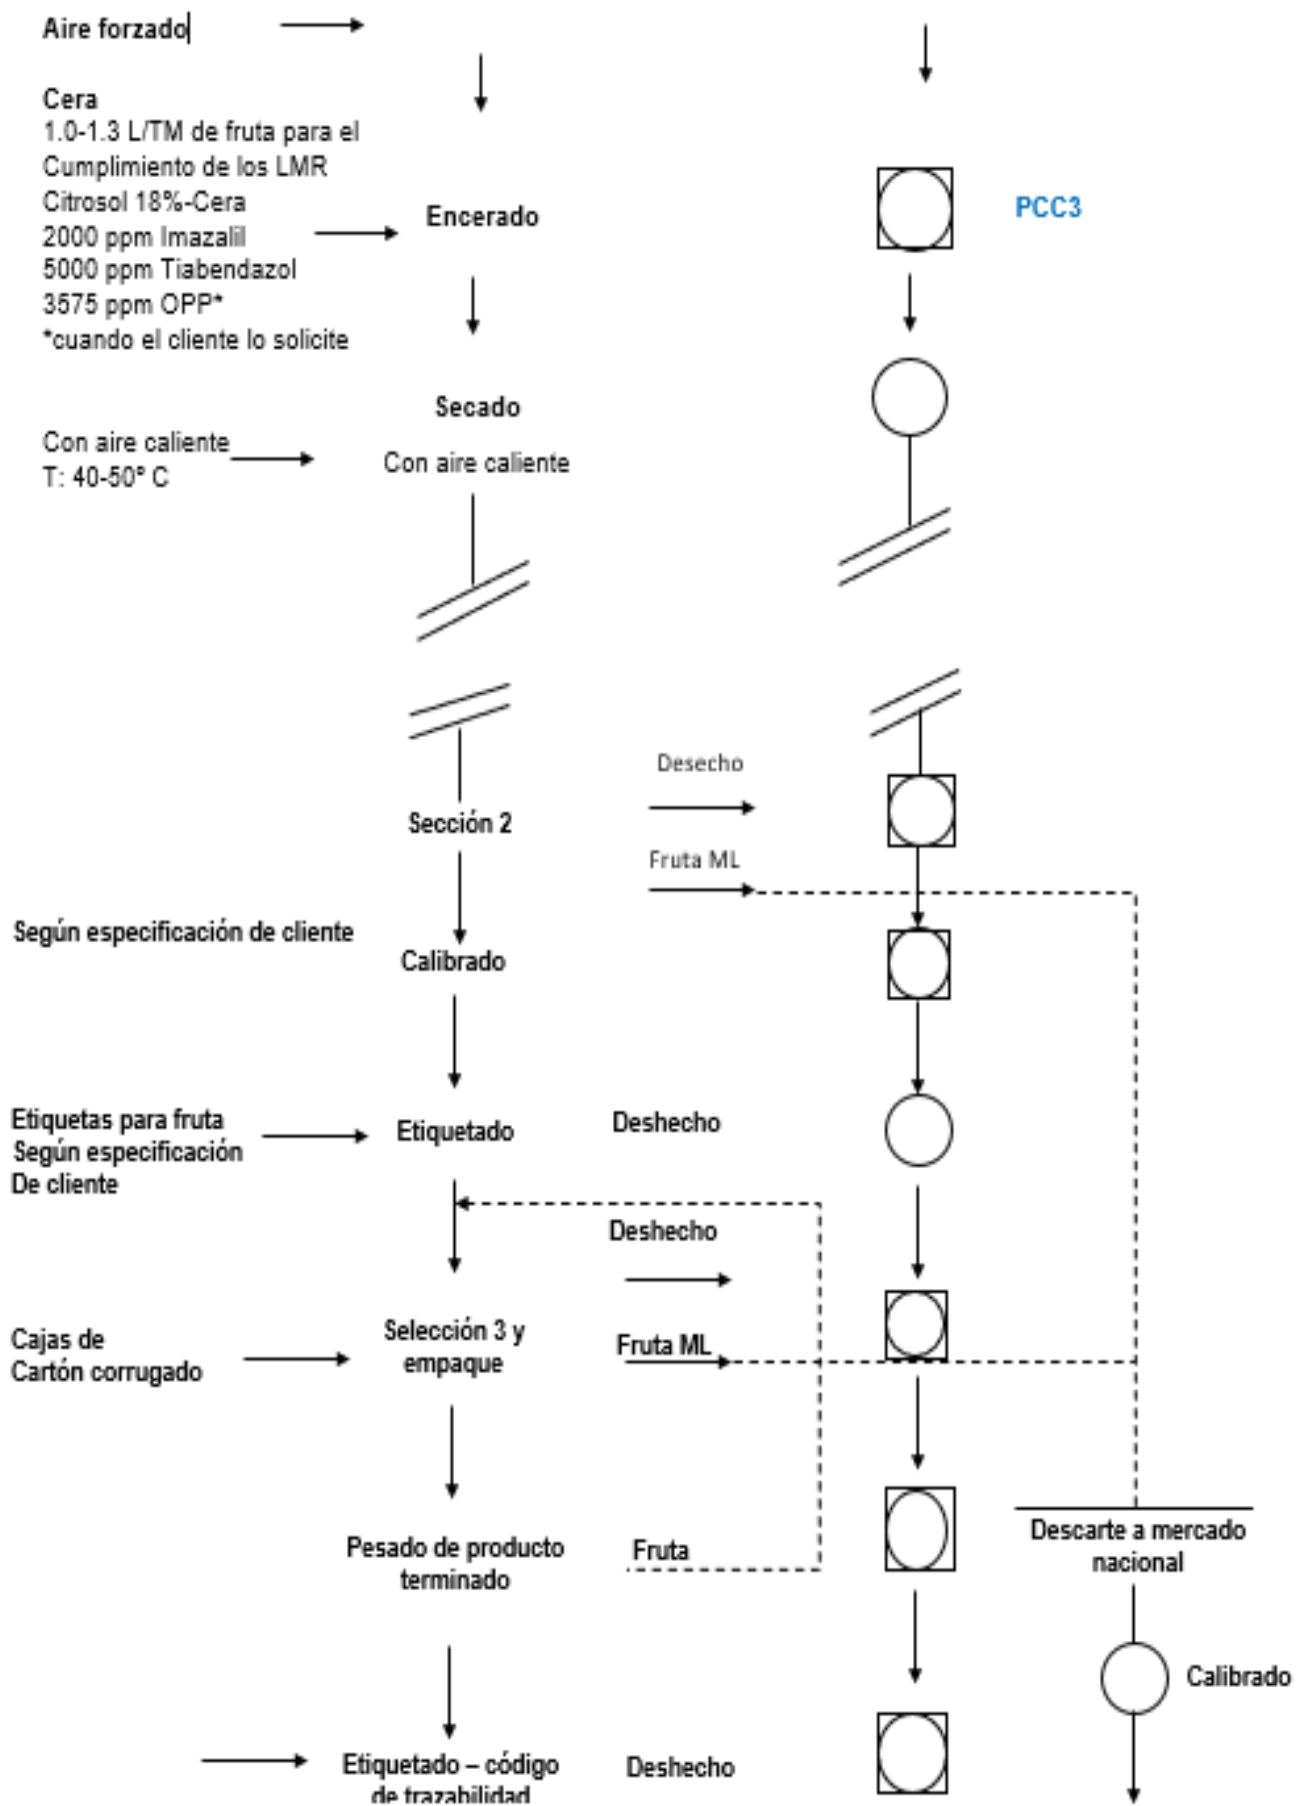 Aire forzado
Cera
1.0-1.3 L/TM de fruta para el
Cumplimiento de los LMR
Citrosol 18%-Cera
2000 ppm Imazalil
5000 ppm Tiabendazol
3575 ppm OPP*
*cuando el cliente lo solicite
Encerado
PCC3
Secado
Con aire caliente
T: 40-50° C
Con aire caliente
Desecho
Sección 2
Fruta ML
Según especificación de cliente
Calibrado
Etiquetas para fruta
Según especificación
De cliente
Etiquetado
Deshecho
Deshecho
Cajas de
Cartón corrugado
Selección 3 y
empaque
Fruta ML
Pesado de producto
terminado
Fruta
Descarte a mercado
nacional
Calibrado
Etiquetado – código
de trazabilidad
Deshecho